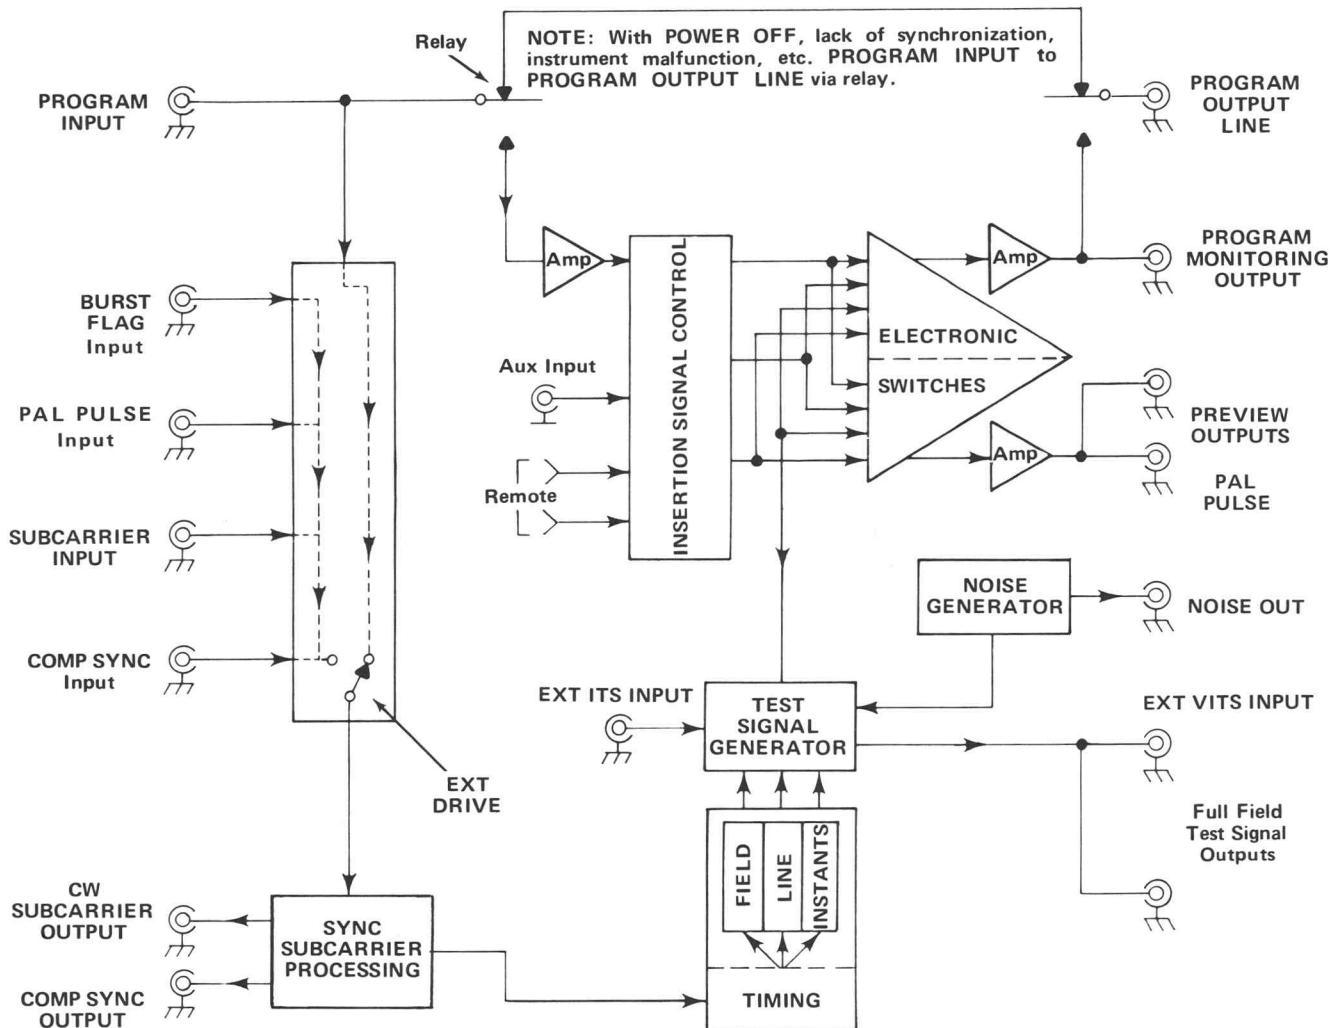 Relay
NOTE: With POWER OFF, lack of synchronization,
instrument malfunction, etc. PROGRAM INPUT to
PROGRAM OUTPUT LINE via relay.
PROGRAM
INPUT
PROGRAM
OUTPUT
LINE
Amp
INSERTION SIGNAL CONTROL
Amp
PROGRAM
MONITORING
OUTPUT
BURST
FLAG
Input
ELECTRONIC
SWITCHES
Aux Input
PAL PULSE
Input
PREVIEW
OUTPUTS
Amp
PAL
PULSE
Remote
SUBCARRIER
INPUT
NOISE
GENERATOR
NOISE OUT
COMP SYNC
Input
EXT ITS INPUT
TEST
SIGNAL
GENERATOR
EXT VITS INPUT
EXT
DRIVE
FIELD
LINE
INSTANTS
Full Field
Test Signal
Outputs
CW
SUBCARRIER
OUTPUT
SYNC
SUBCARRIER
PROCESSING
COMP SYNC
OUTPUT
TIMING